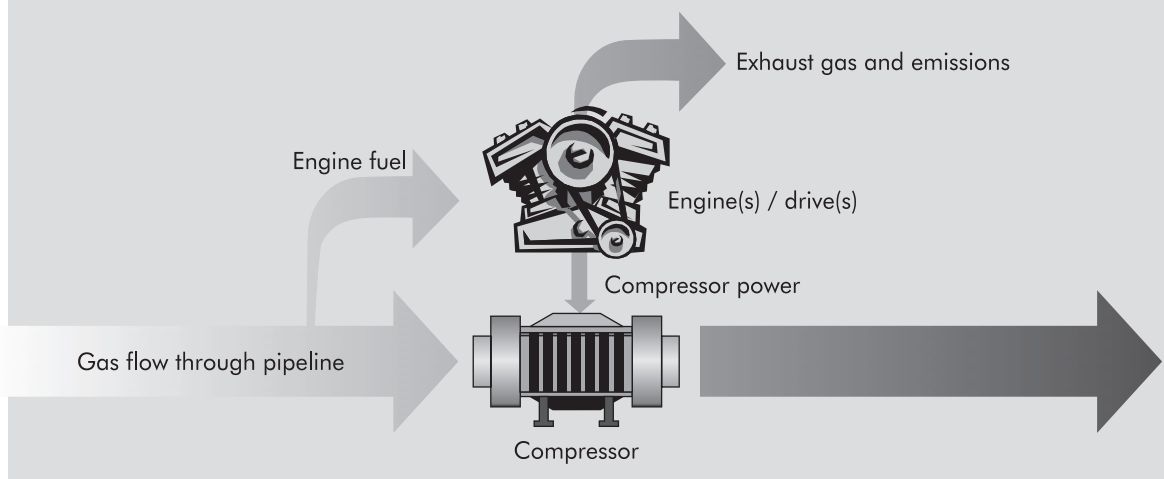 Exhaust gas and emissions
Engine fuel
Engine(s) / drive(s)
Compressor power
Gas flow through pipeline
Compressor